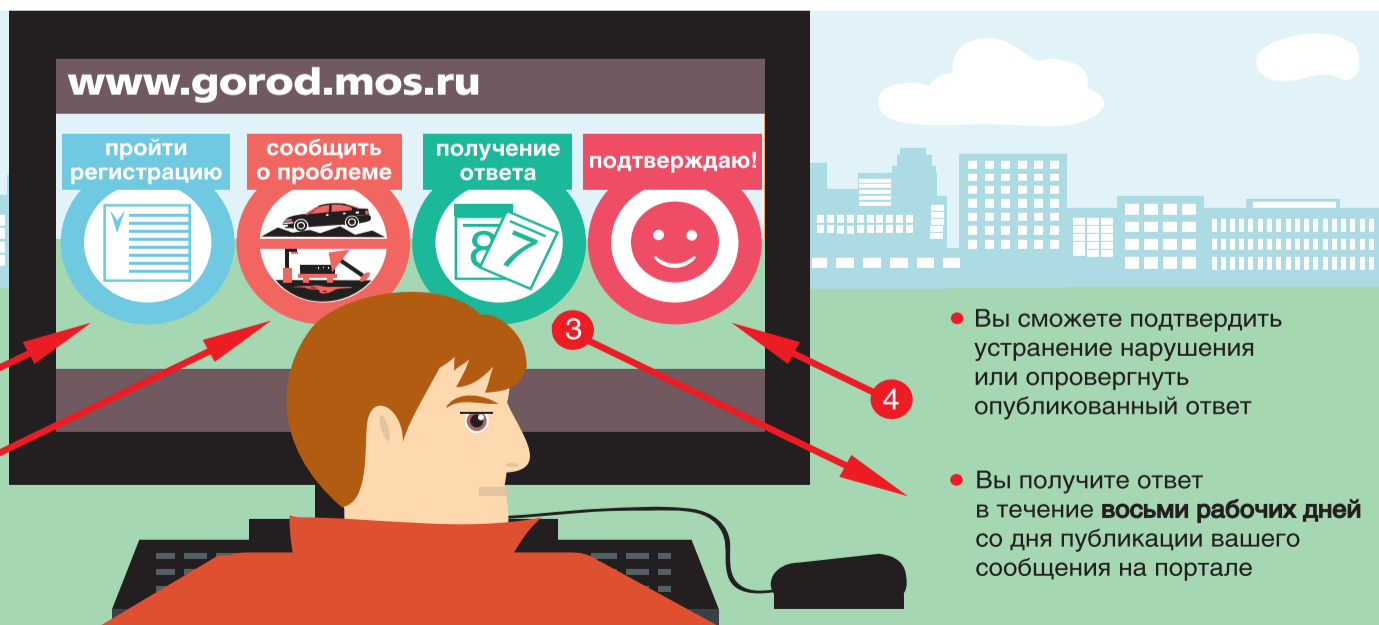 www.gorod.mos.ru
пройти
регистрацию
сообщить
о проблеме
получение
ответа
подтверждаю!
8
7
3
4
• Вы сможете подтвердить
устранение нарушения
или опровергнуть
опубликованный ответ
• Вы получите ответ
в течение восьми рабочих дней
со дня публикации вашего
сообщения на портале